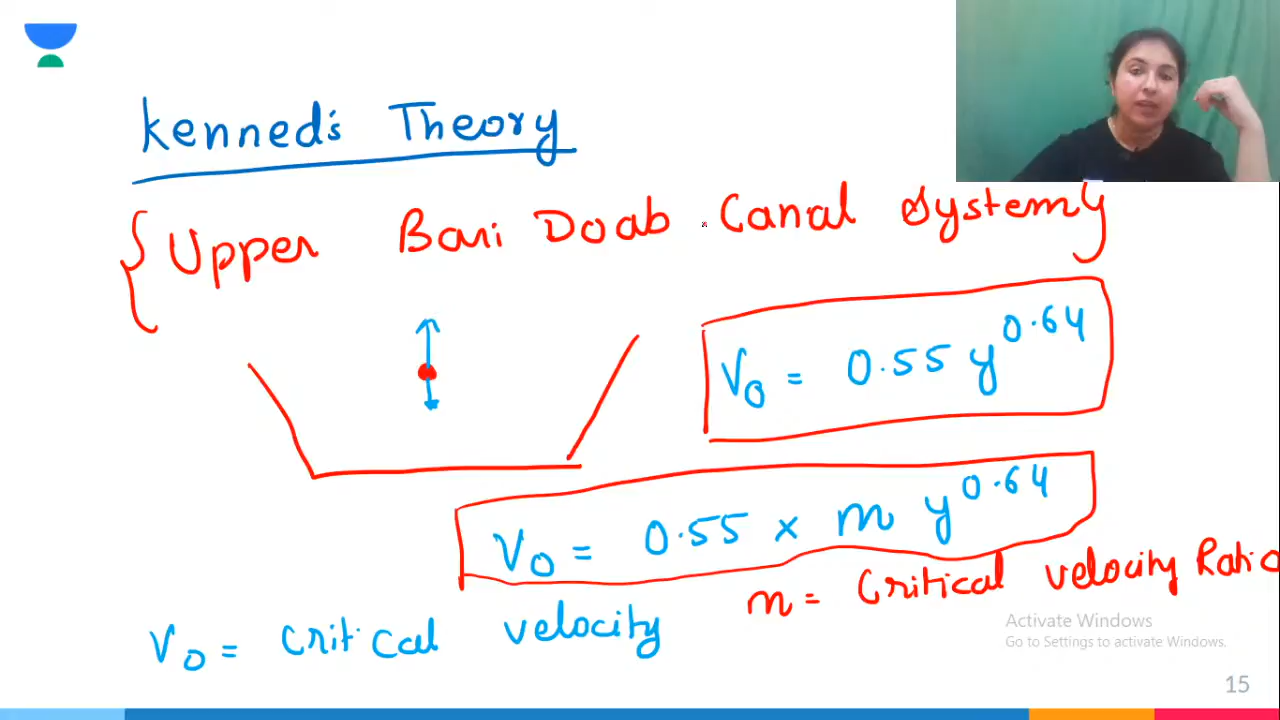 Kenned's Theory
{ Upper Bari Doab Canal System }
V₀ = 0.55 y^0.64
V₀ = 0.55 × m y^0.64
m = Critical velocity Ratio
V₀ = Critical velocity
Activate Windows
Go to Settings to activate Windows.
15